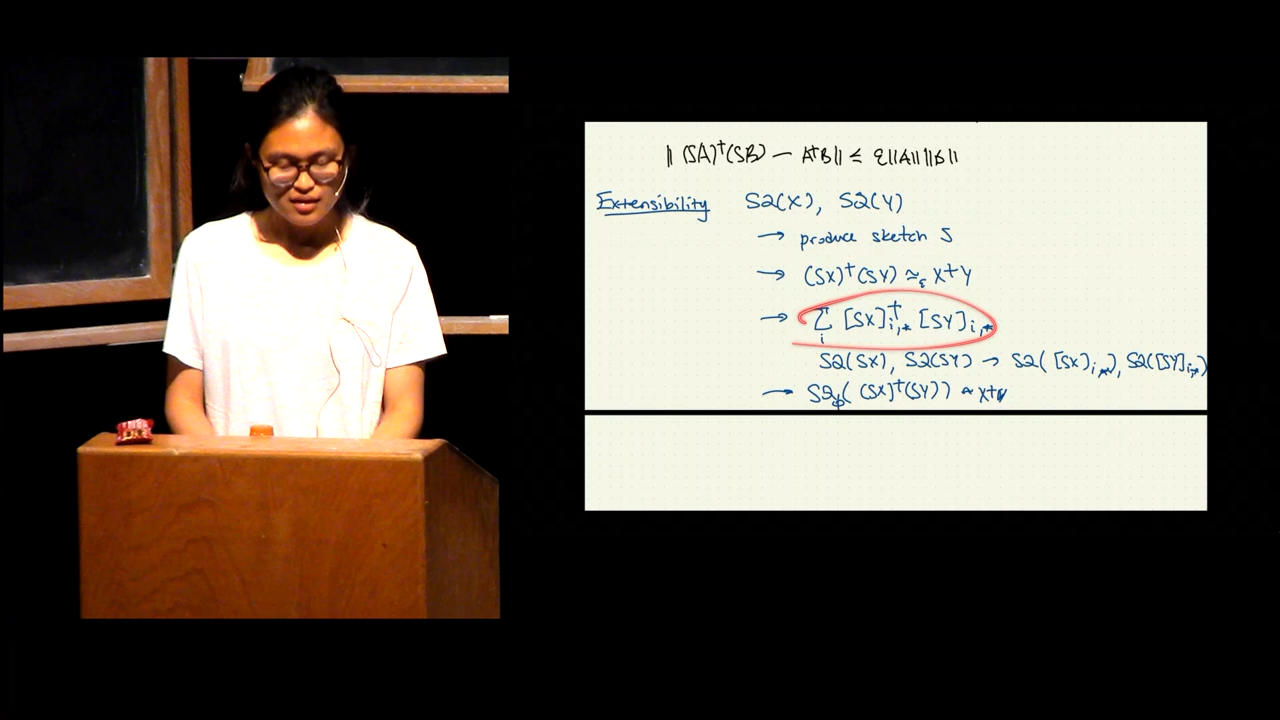 || (SA)†(SB) — A†B || ≤ ε||A|| ||B||
Extensibility SQ(X), SQ(Y)
→ produce sketch S
→ (SX)†(SY) ≈ε X†Y
→ ∑i [SX]†i,* [SY]i,*
SQ(SX), SQ(SY) → SQ([SX]i,*), SQ([SY]i,*)
→ SQφ((SX)†(SY)) ≈ X†Y